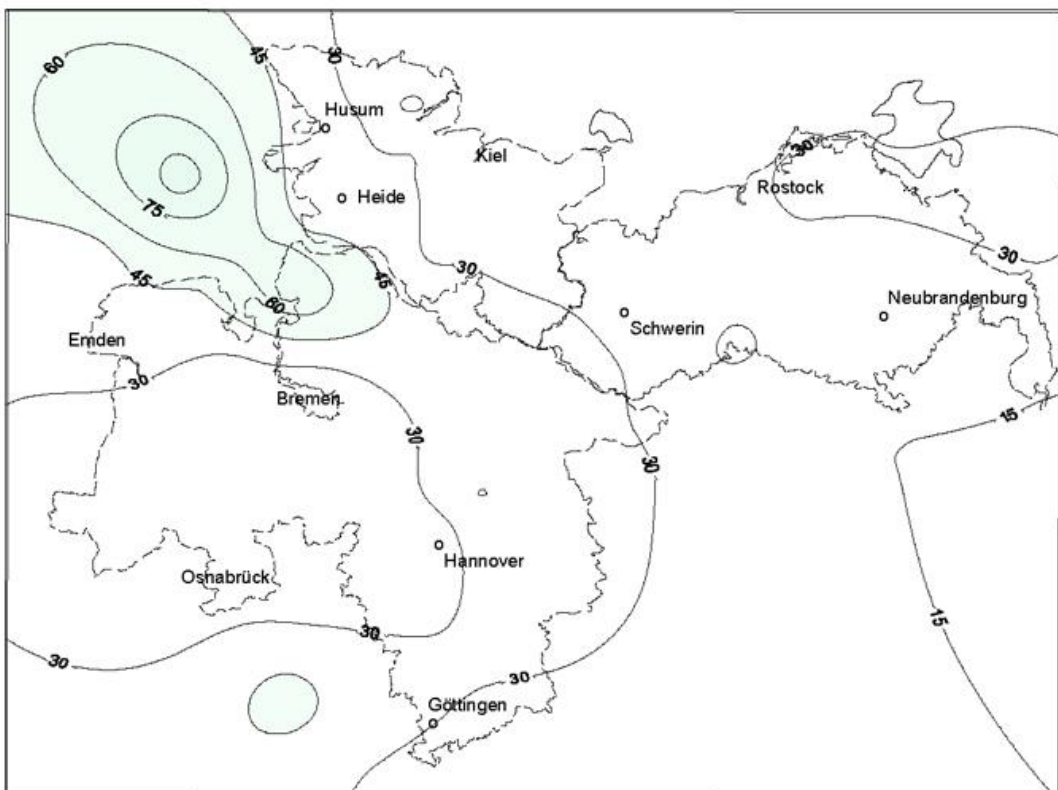 45
30
60
Husum
30
Kiel
Rostock
75
Heide
30
30
45
45
60
Neubrandenburg
Schwerin
Emden
30
Bremen
15
30
30
Hannover
Osnabrück
15
30
30
30
Göttingen